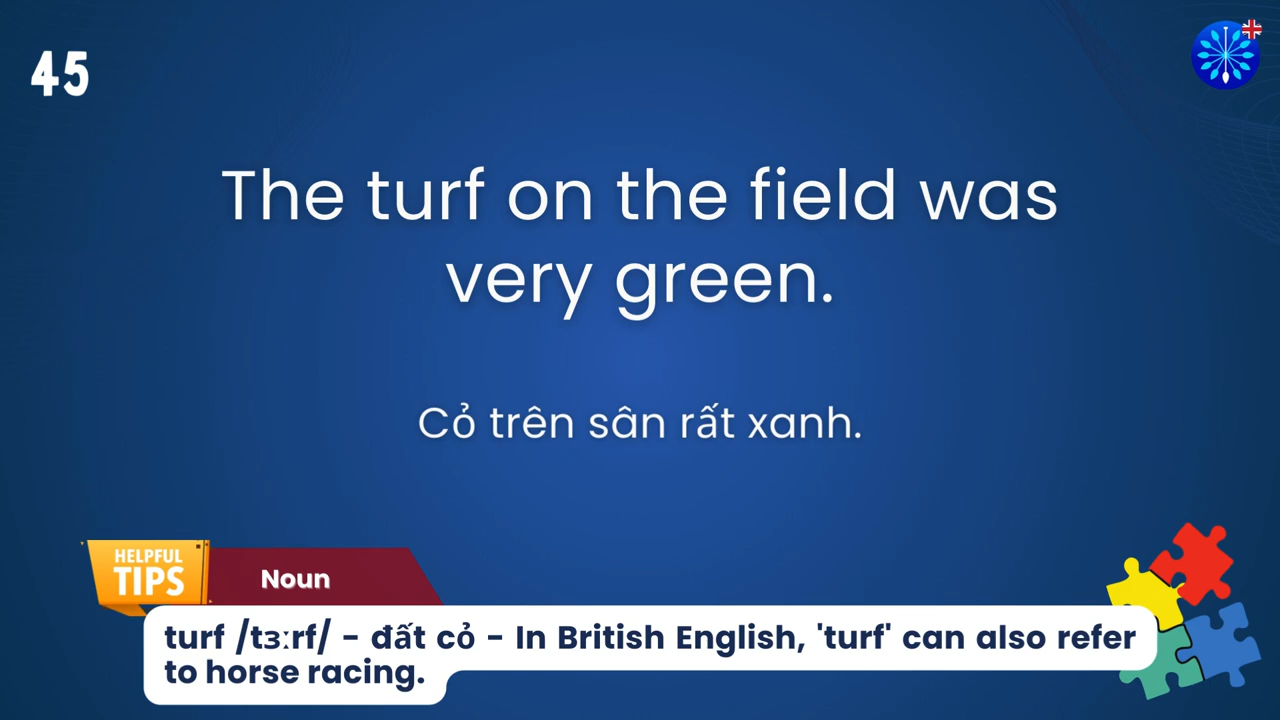 45
The turf on the field was
very green.
Cỏ trên sân rất xanh.
HELPFUL
TIPS
Noun
turf /tɜːrf/ - đất cỏ - In British English, 'turf' can also refer
to horse racing.